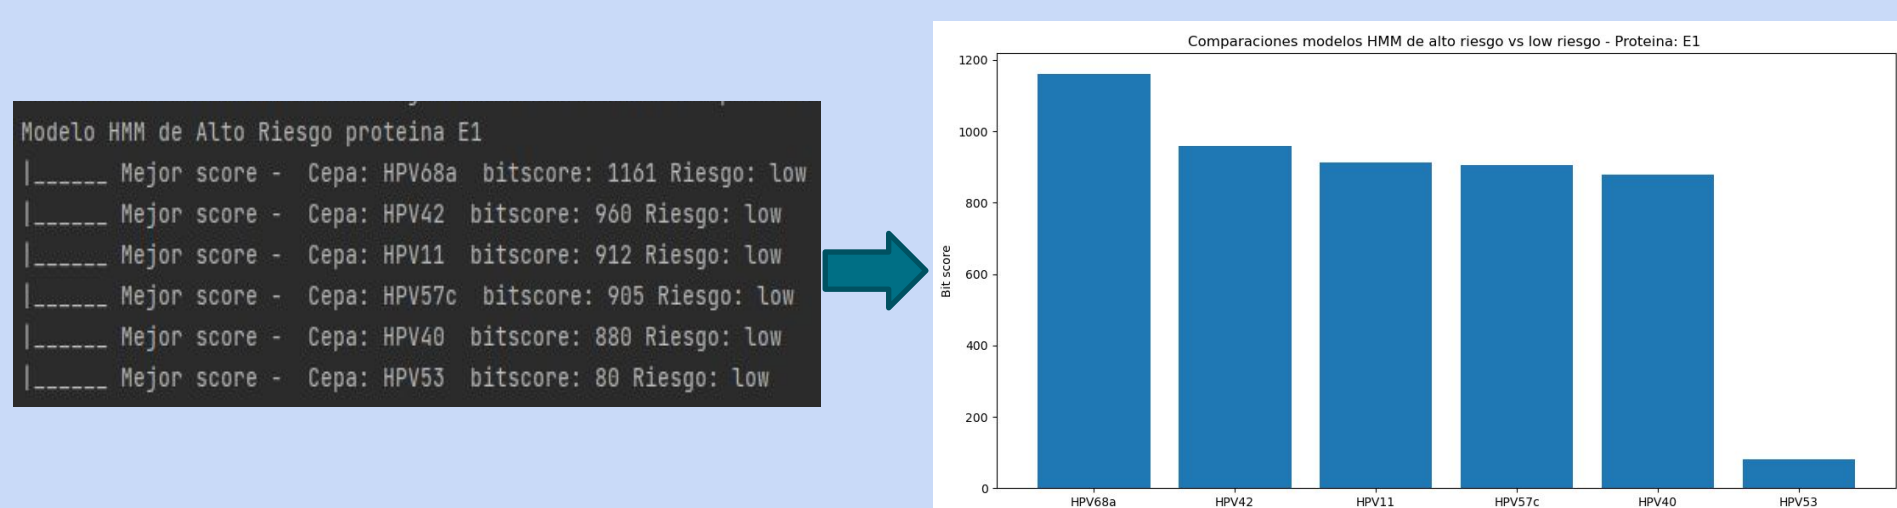 Modelo HMM de Alto Riesgo proteina E1
|______ Mejor score -  Cepa: HPV68a  bitscore: 1161 Riesgo: low
|______ Mejor score -  Cepa: HPV42  bitscore: 960 Riesgo: low
|______ Mejor score -  Cepa: HPV11  bitscore: 912 Riesgo: low
|______ Mejor score -  Cepa: HPV57c  bitscore: 905 Riesgo: low
|______ Mejor score -  Cepa: HPV40  bitscore: 880 Riesgo: low
|______ Mejor score -  Cepa: HPV53  bitscore: 80 Riesgo: low
Comparaciones modelos HMM de alto riesgo vs low riesgo - Proteina: E1
Bit score
1200
1000
800
600
400
200
0
HPV68a HPV42 HPV11 HPV57c HPV40 HPV53